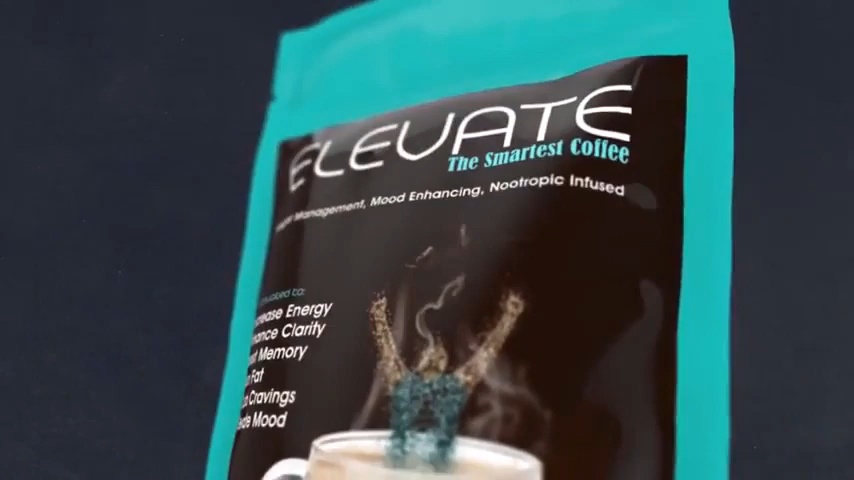 ELEVATE
The Smartest Coffee
Management, Mood Enhancing, Nootropic Infused
Energy
Clarity
Memory
Fat
Cravings
Mood